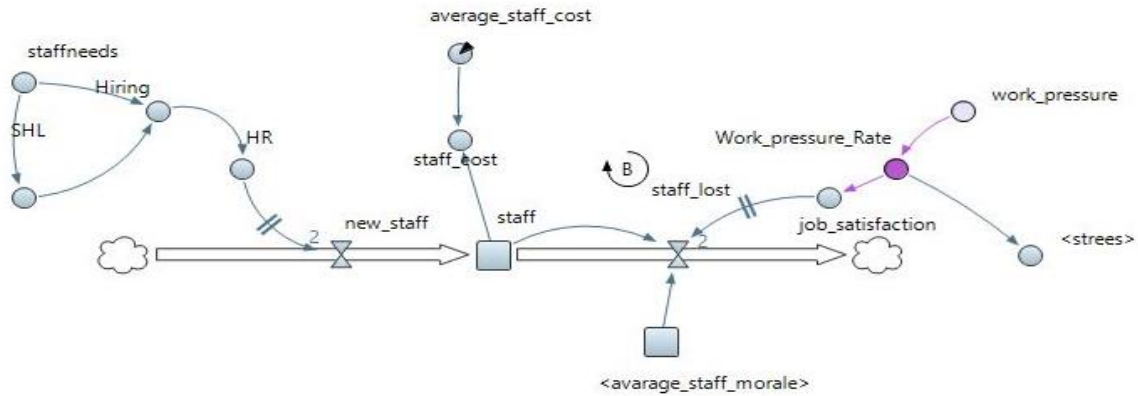 average_staff_cost
staffneeds
Hiring
work_pressure
SHL
HR
Work_pressure_Rate
staff_cost
B
staff_lost
new_staff
staff
2
2
job_satisfaction
<strees>
<avarage_staff_morale>